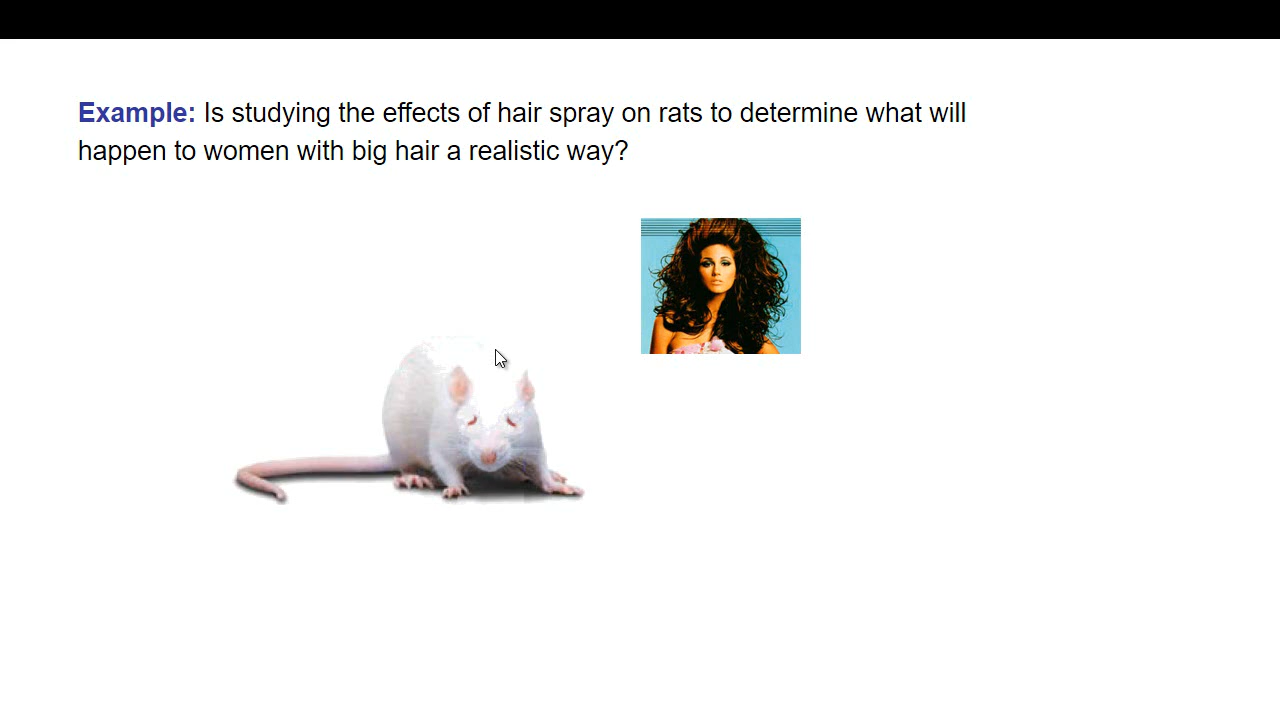 Example: Is studying the effects of hair spray on rats to determine what will
happen to women with big hair a realistic way?